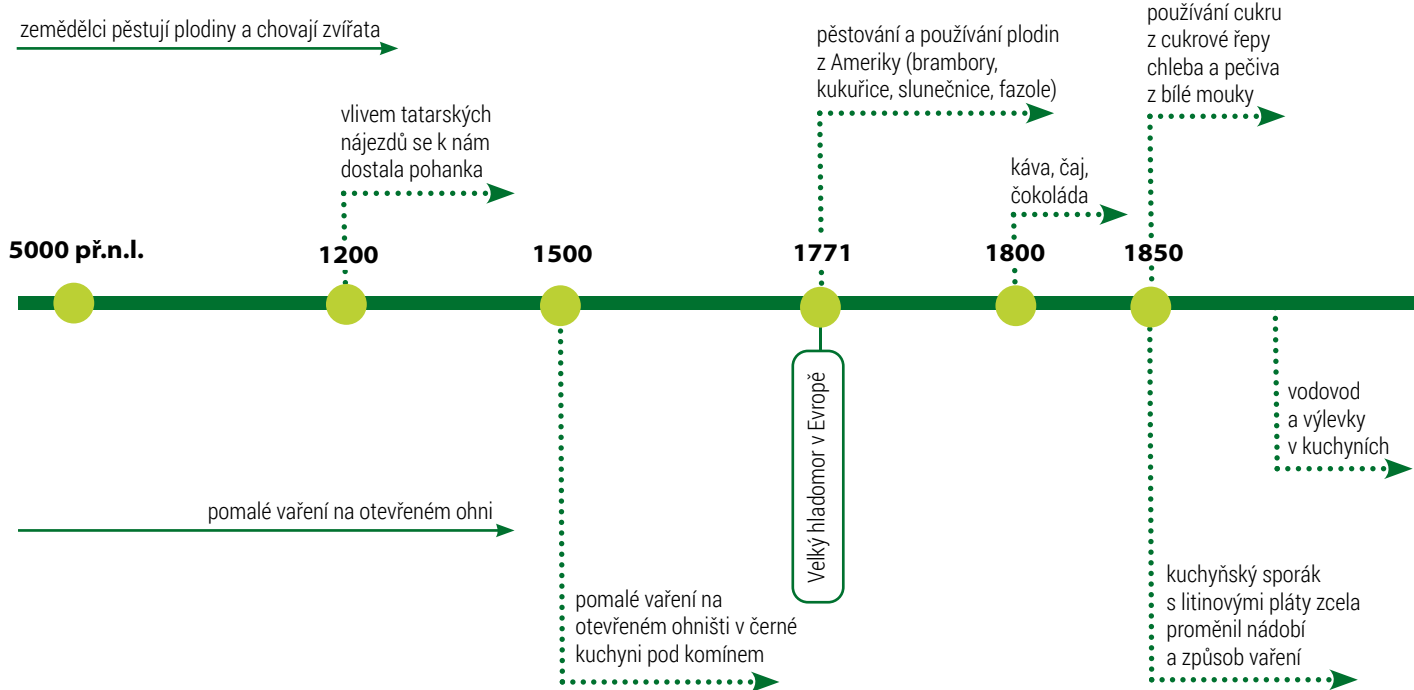 zemědělci pěstují plodiny a chovají zvířata
vlivem tatarských
nájezdů se k nám
dostala pohanka
pěstování a používání plodin
z Ameriky (brambory,
kukuřice, slunečnice, fazole)
káva, čaj,
čokoláda
používání cukru
z cukrové řepy
chleba a pečiva
z bílé mouky
5000 př.n.l.
1200
1500
1771
1800
1850
pomalé vaření na otevřeném ohni
pomalé vaření na
otevřeném ohništi v černé
kuchyni pod komínem
Velký hladomor v Evropě
kuchyňský sporák
s litinovými pláty zcela
proměnil nádobí
a způsob vaření
vodovod
a výlevky
v kuchyních